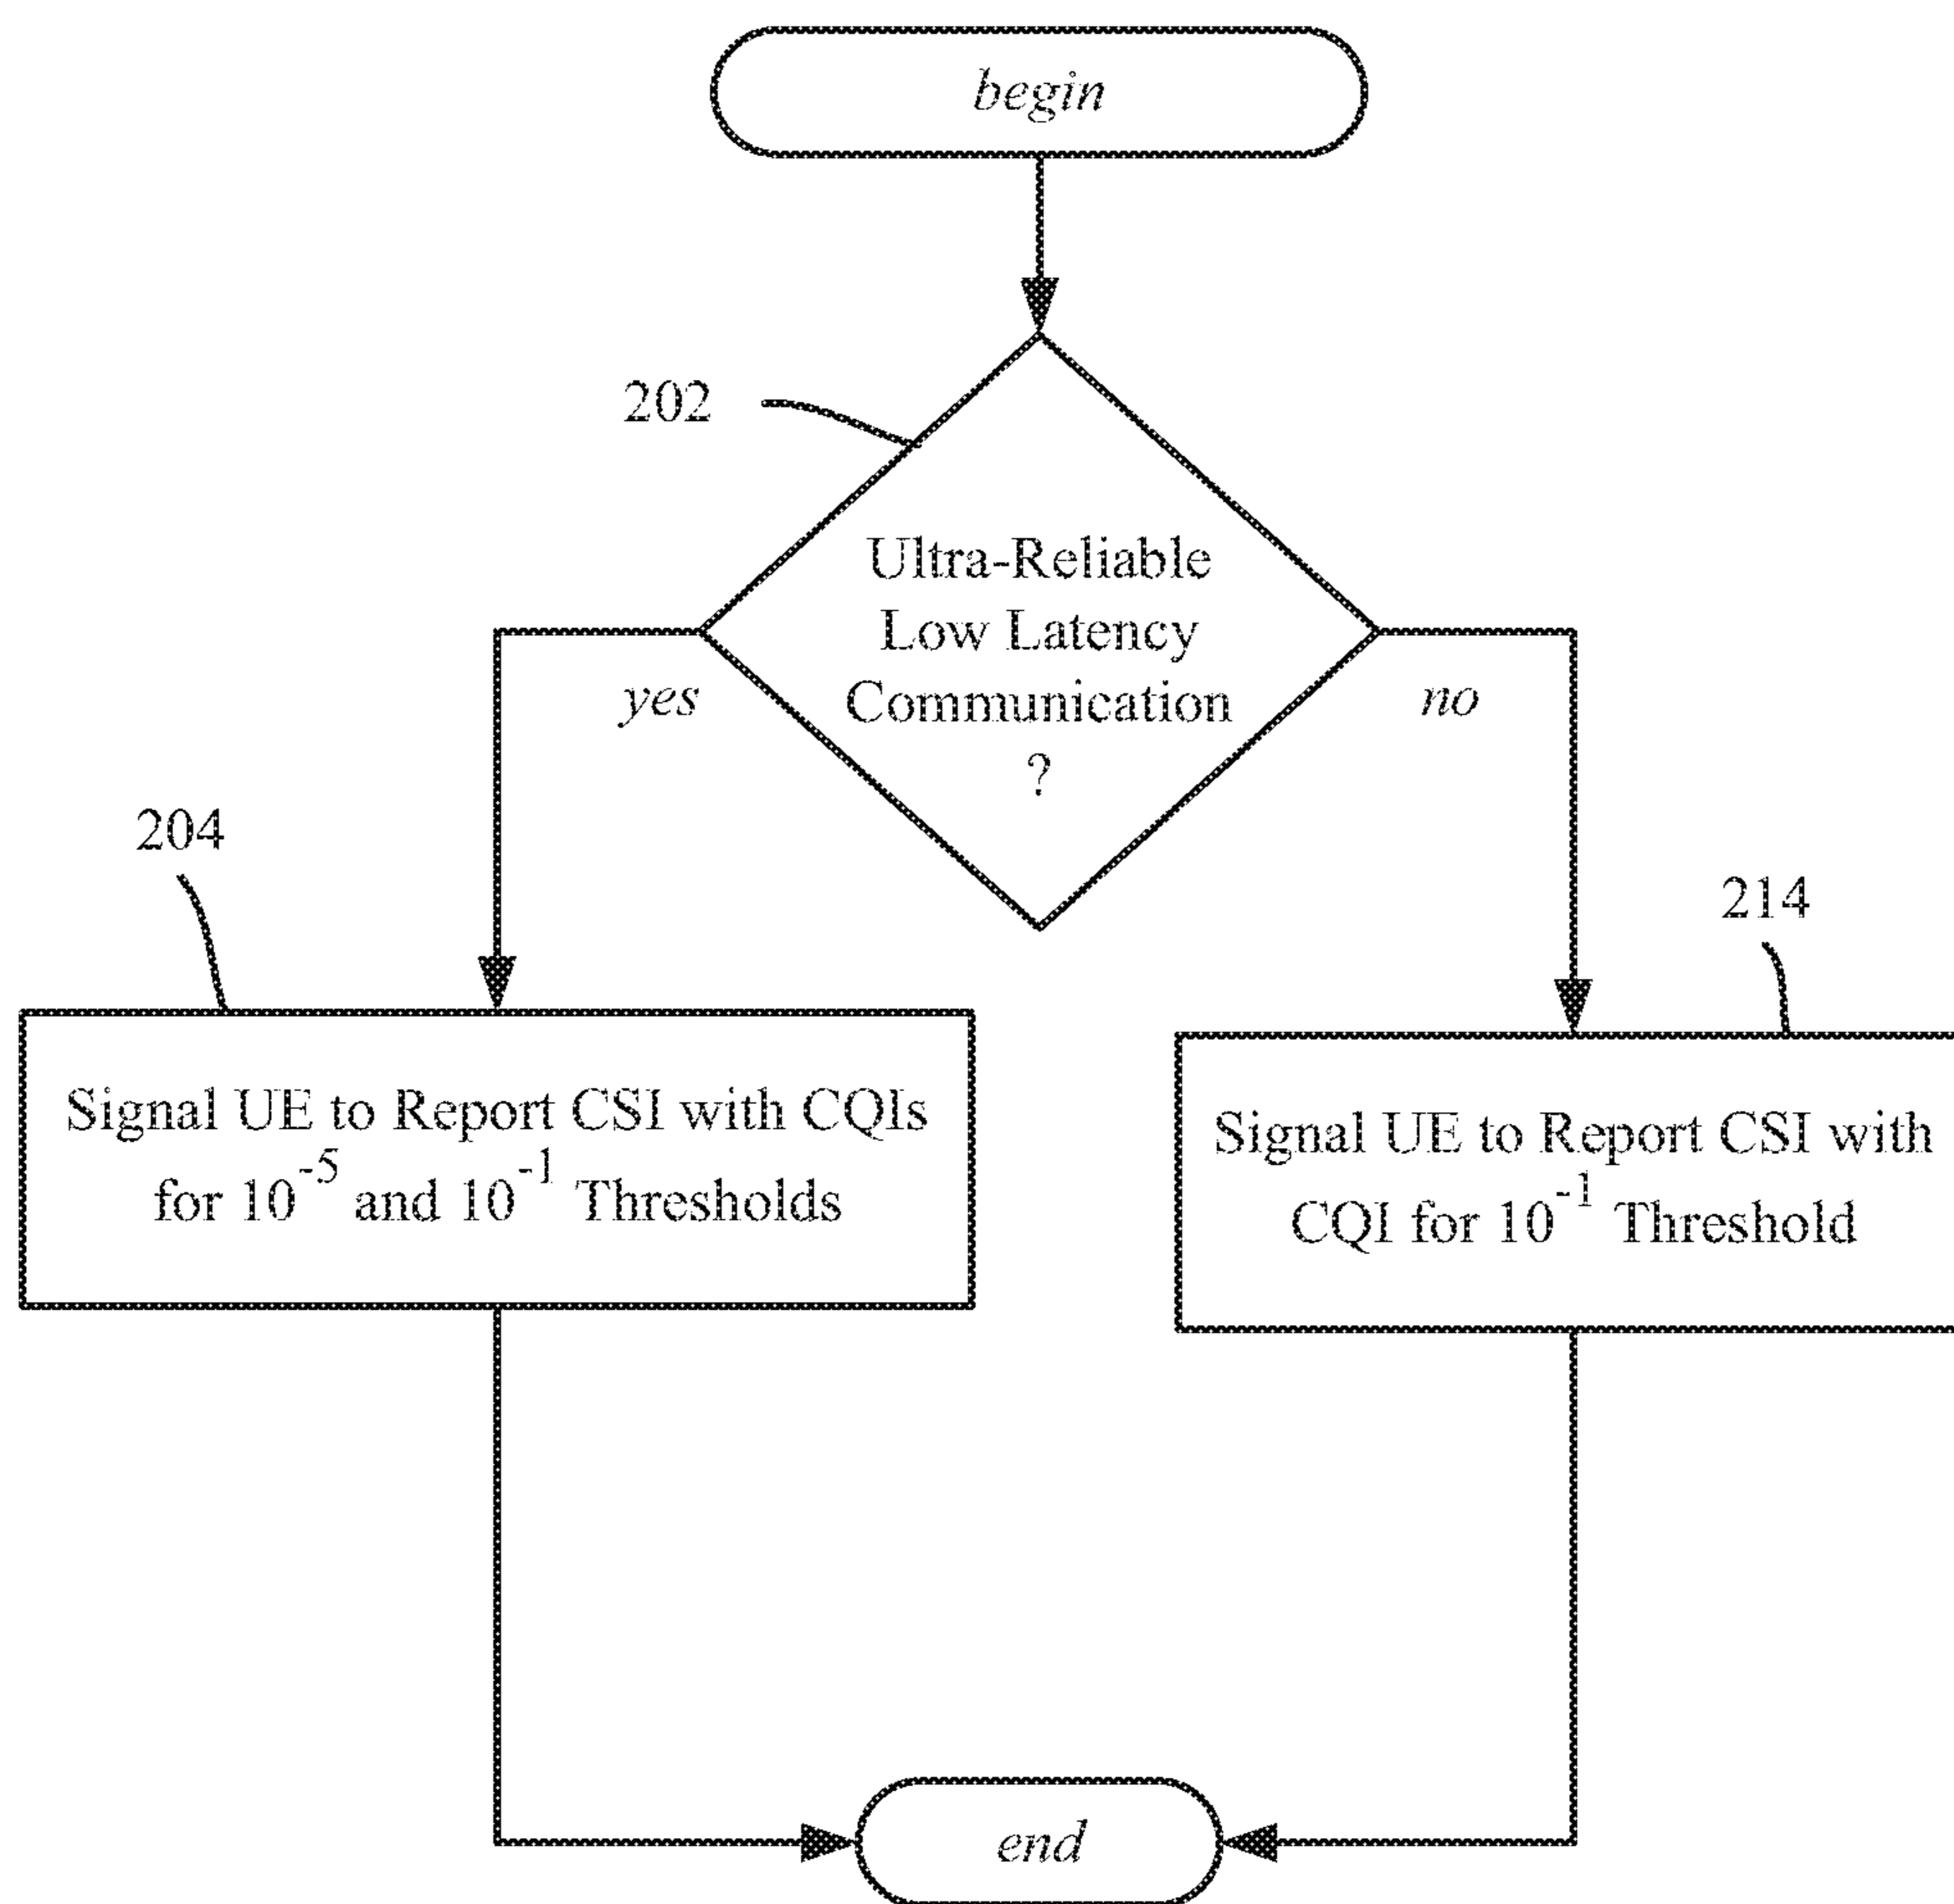 begin
202
Ultra-Reliable
Low Latency
Communication
?
yes
no
204
214
Signal UE to Report CSI with CQIs
for 10^-5 and 10^-1 Thresholds
Signal UE to Report CSI with
CQI for 10^-1 Threshold
end